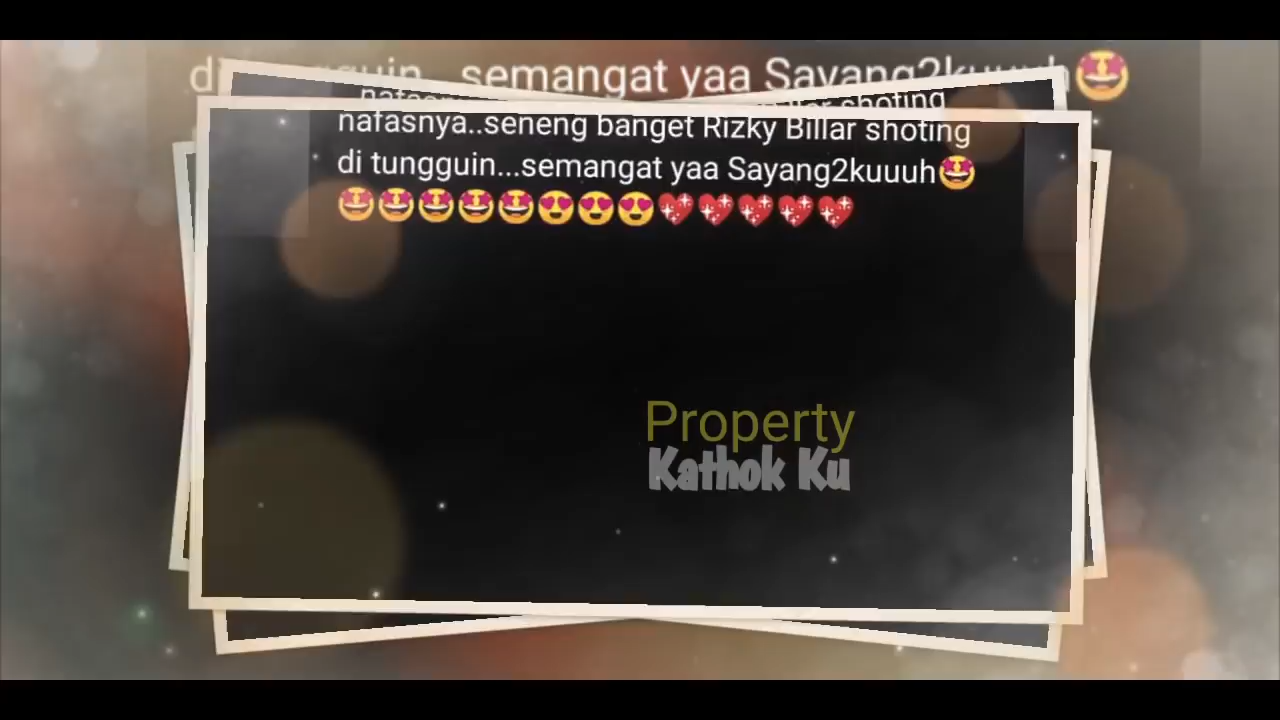 semangat yaa Sayang2kuuuh🤩
nafasnya..seneng banget Rizky Billar shoting
di tungguin...semangat yaa Sayang2kuuuh🤩
🤩🤩🤩🤩🤩😍😍😍💖💖💖💖💖
Property
Kathok Ku